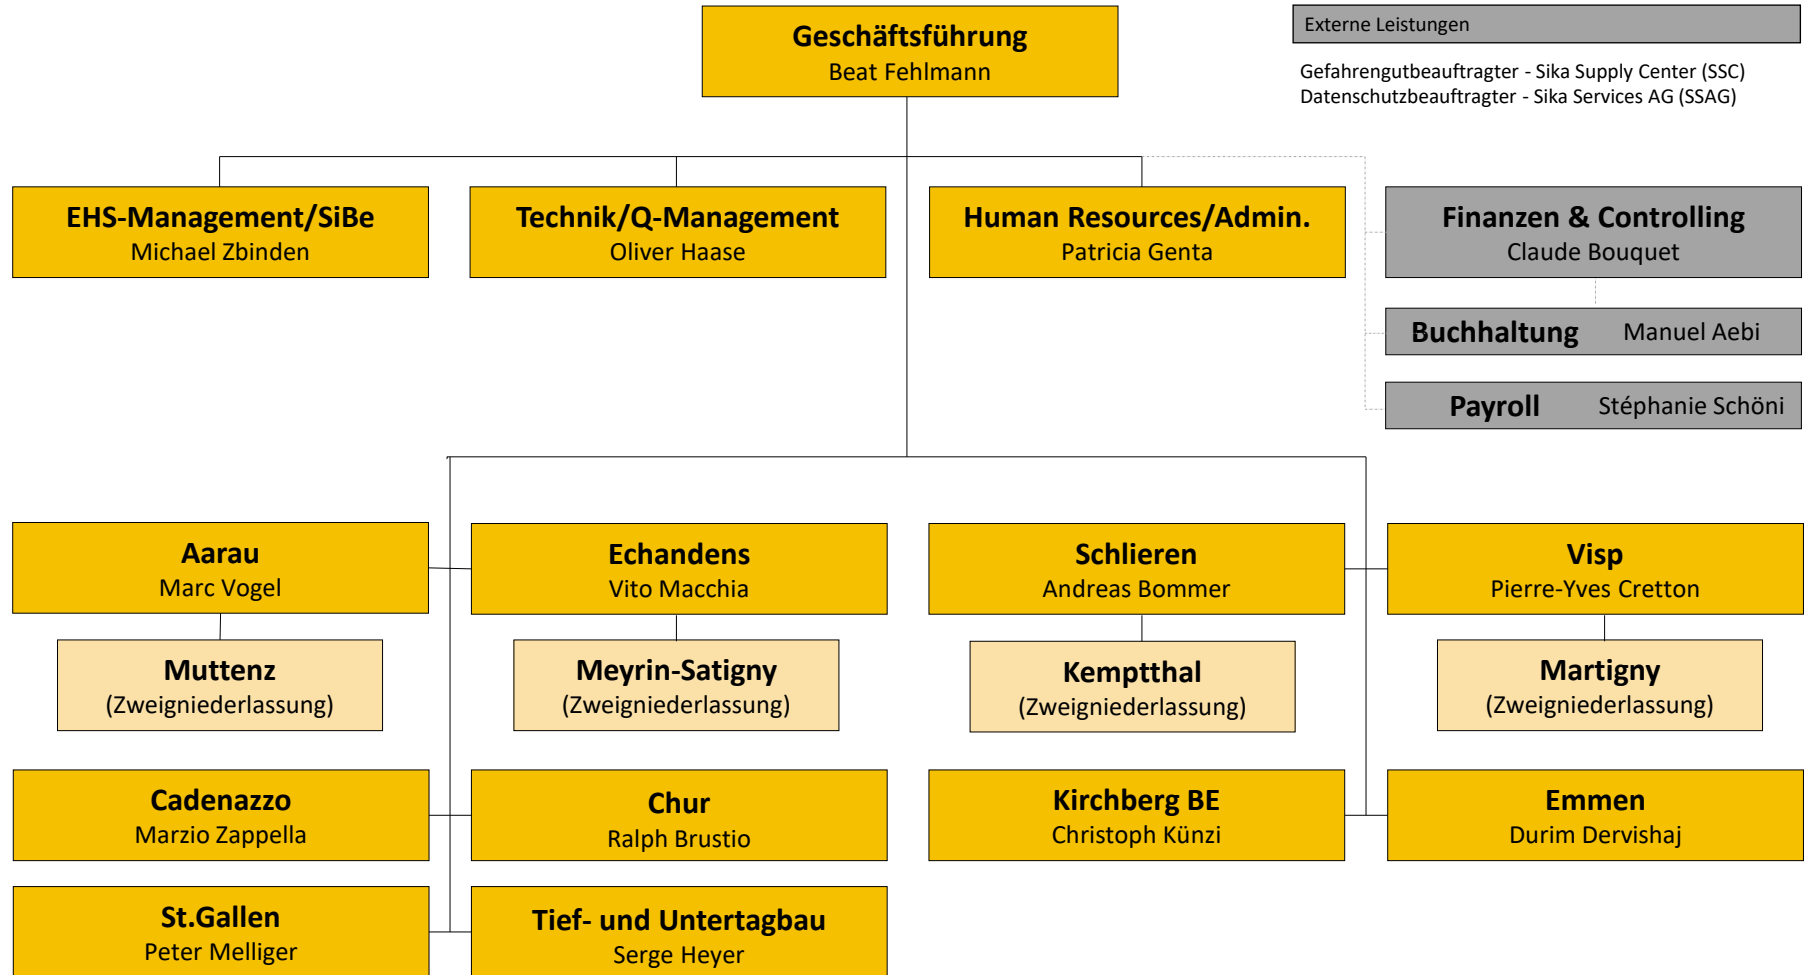 Geschäftsführung
Beat Fehlmann
Externe Leistungen
Gefahrengutbeauftragter - Sika Supply Center (SSC)
Datenschutzbeauftragter - Sika Services AG (SSAG)
EHS-Management/SiBe
Michael Zbinden
Technik/Q-Management
Oliver Haase
Human Resources/Admin.
Patricia Genta
Finanzen & Controlling
Claude Bouquet
Buchhaltung Manuel Aebi
Payroll Stéphanie Schöni
Aarau
Marc Vogel
Echandens
Vito Macchia
Schlieren
Andreas Bommer
Visp
Pierre-Yves Cretton
Muttenz
(Zweigniederlassung)
Meyrin-Satigny
(Zweigniederlassung)
Kemptthal
(Zweigniederlassung)
Martigny
(Zweigniederlassung)
Cadenazzo
Marzio Zappella
Chur
Ralph Brustio
Kirchberg BE
Christoph Künzi
Emmen
Durim Dervishaj
St.Gallen
Peter Melliger
Tief- und Untertagbau
Serge Heyer